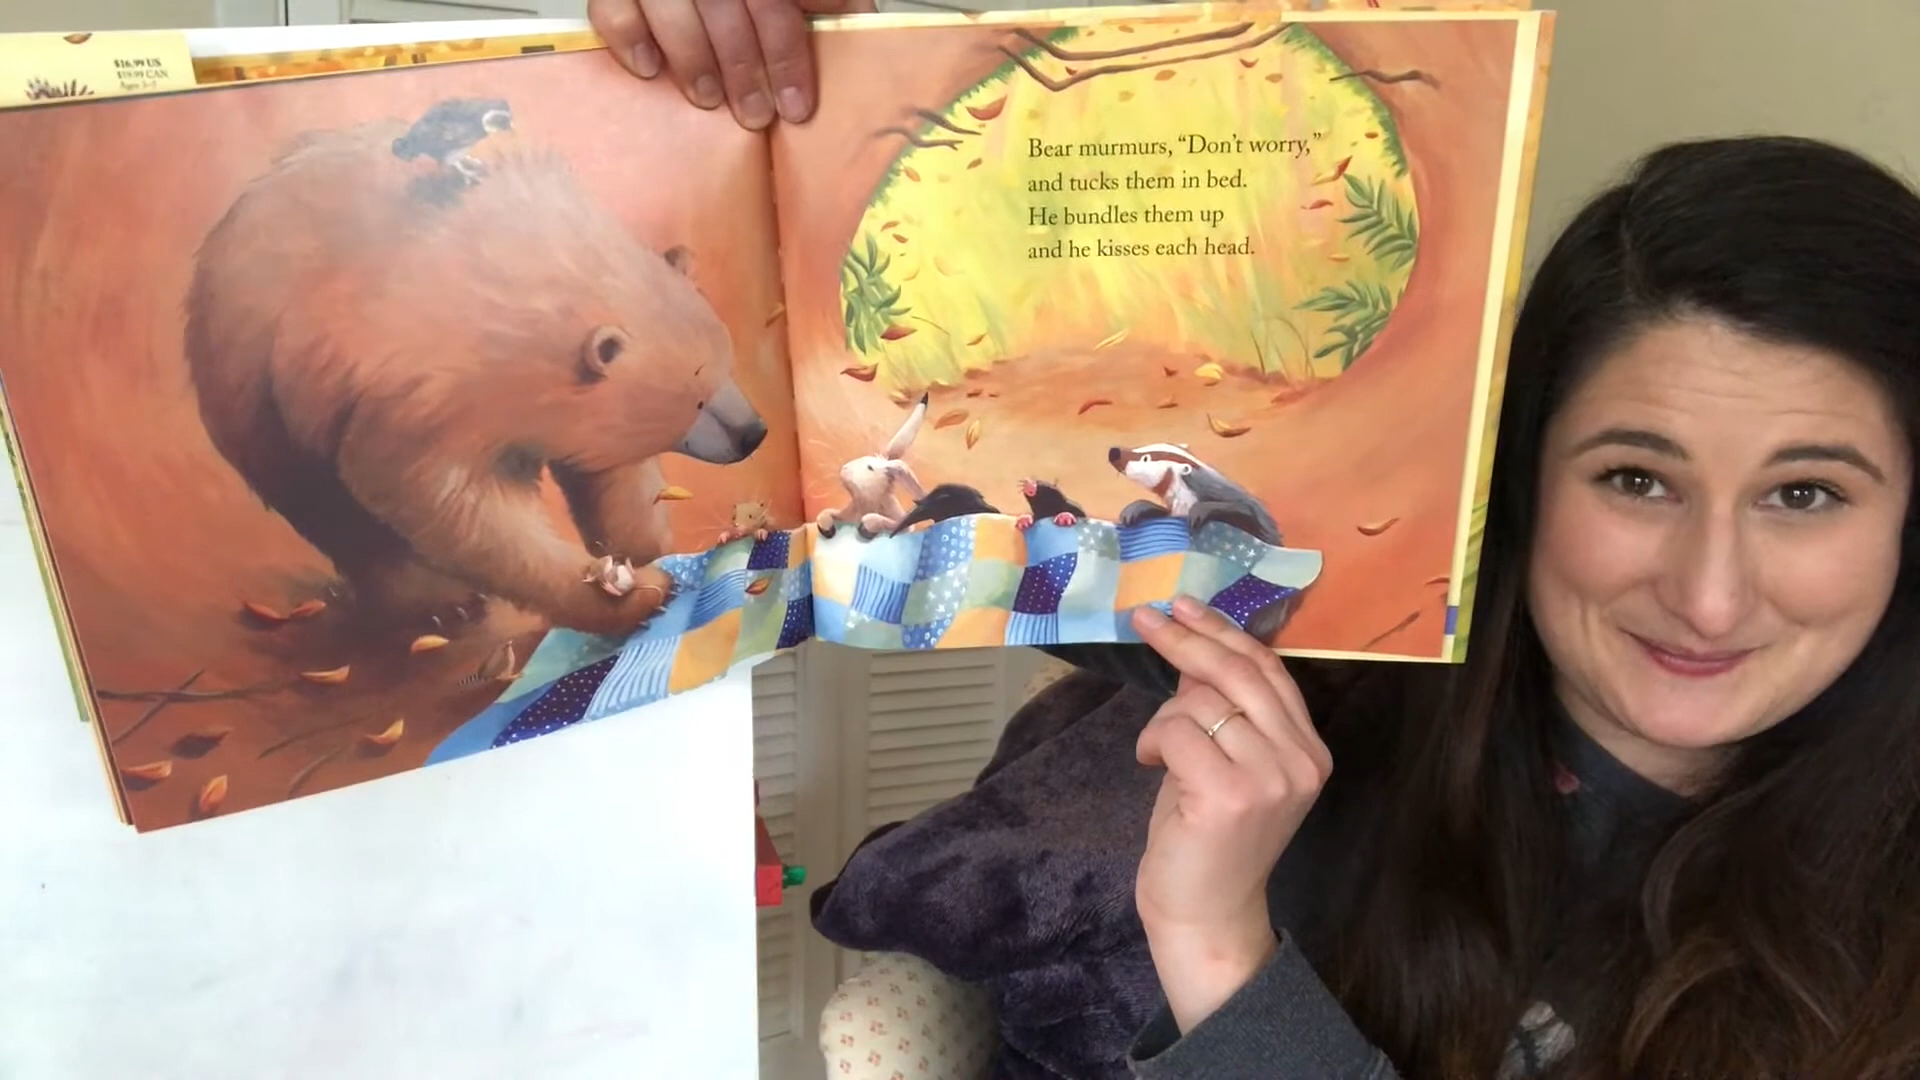 $16.99 US
$19.99 CAN
Ages 3–7
Bear murmurs, “Don’t worry,”
and tucks them in bed.
He bundles them up
and he kisses each head.